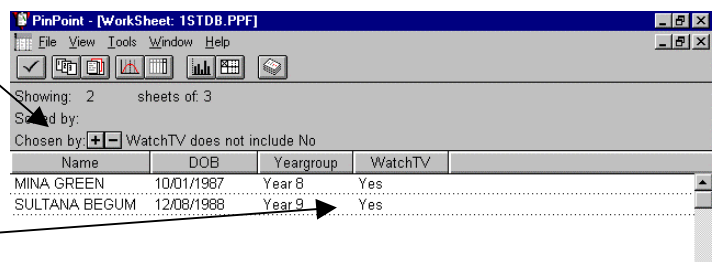 PinPoint - [WorkSheet: 1STDB.PPF]
File View Tools Window Help
Showing: 2 sheets of: 3
Sorted by:
Chosen by: + - WatchTV does not include No
Name DOB Yeargroup WatchTV
MINA GREEN 10/01/1987 Year 8 Yes
SULTANA BEGUM 12/08/1988 Year 9 Yes